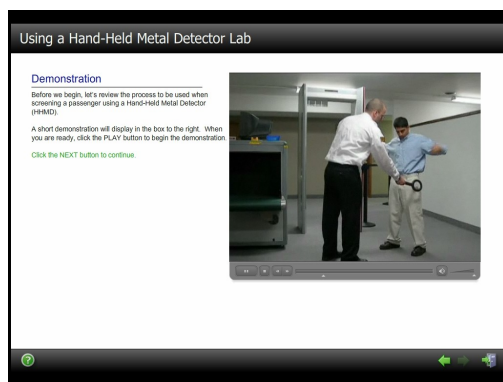 Using a Hand-Held Metal Detector Lab
Demonstration
Before we begin, let's review the process to be used when
screening a passenger using a Hand-Held Metal Detector
(HHMD).
A short demonstration will display in the box to the right. When
you are ready, click the PLAY button to begin the demonstration.
Click the NEXT button to continue.
?